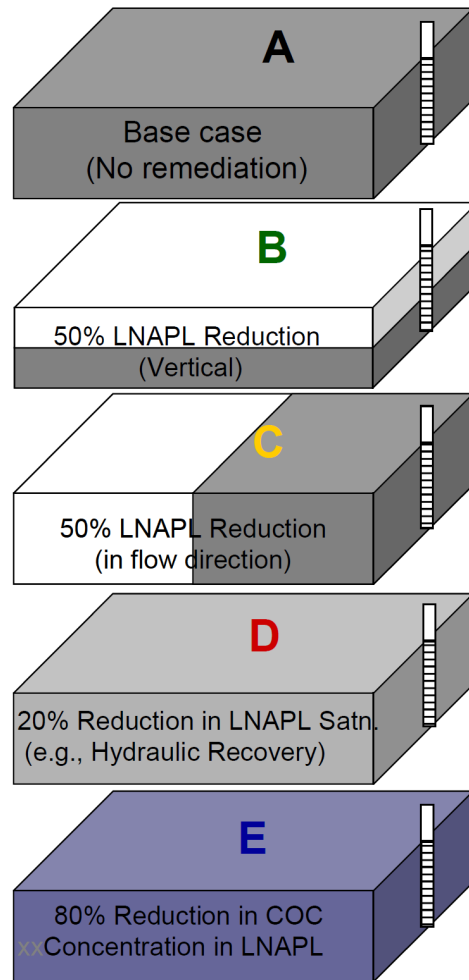 A
Base case
(No remediation)
B
50% LNAPL Reduction
(Vertical)
C
50% LNAPL Reduction
(in flow direction)
D
20% Reduction in LNAPL Satn.
(e.g., Hydraulic Recovery)
E
80% Reduction in COC
xxConcentration in LNAPL